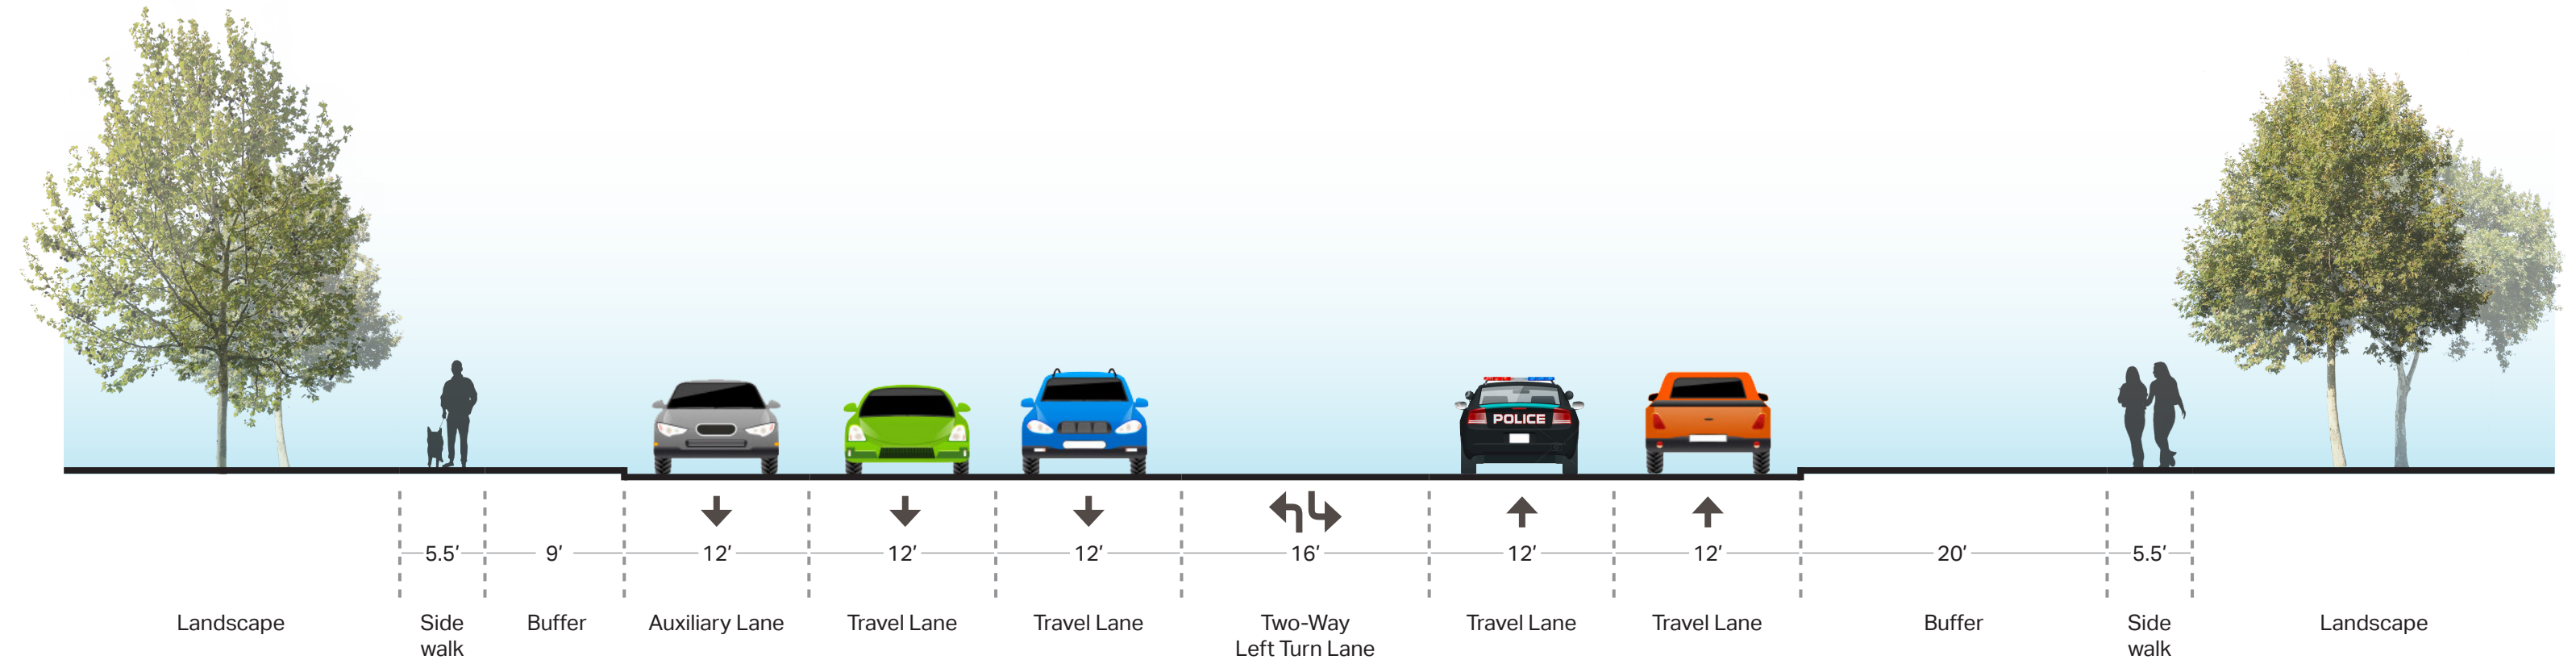 POLICE
5.5′
9′
12′
12′
12′
16′
12′
12′
20′
5.5′
Landscape
Side
walk
Buffer
Auxiliary Lane
Travel Lane
Travel Lane
Two-Way
Left Turn Lane
Travel Lane
Travel Lane
Buffer
Side
walk
Landscape